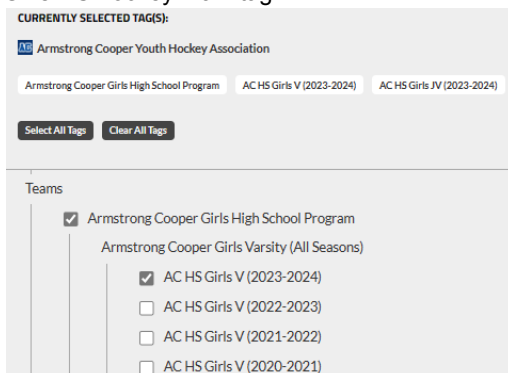 CURRENTLY SELECTED TAG(S):
AC Armstrong Cooper Youth Hockey Association
Armstrong Cooper Girls High School Program AC HS Girls V (2023-2024) AC HS Girls JV (2023-2024)
Select All Tags Clear All Tags
Teams
Armstrong Cooper Girls High School Program
Armstrong Cooper Girls Varsity (All Seasons)
AC HS Girls V (2023-2024)
AC HS Girls V (2022-2023)
AC HS Girls V (2021-2022)
AC HS Girls V (2020-2021)